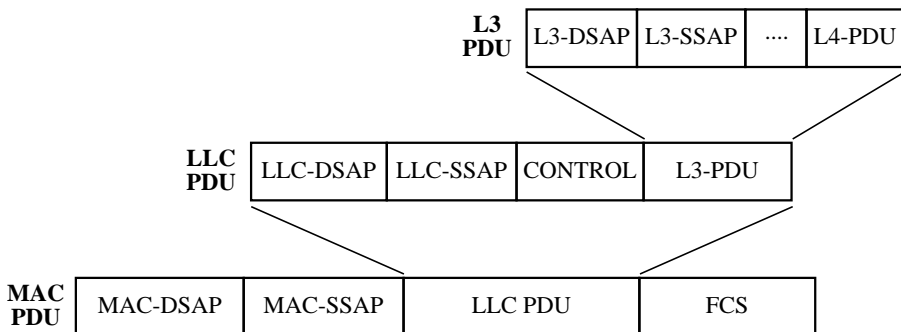 L3
PDU
L3-DSAP L3-SSAP .... L4-PDU
LLC
PDU
LLC-DSAP LLC-SSAP CONTROL L3-PDU
MAC
PDU
MAC-DSAP MAC-SSAP LLC PDU FCS